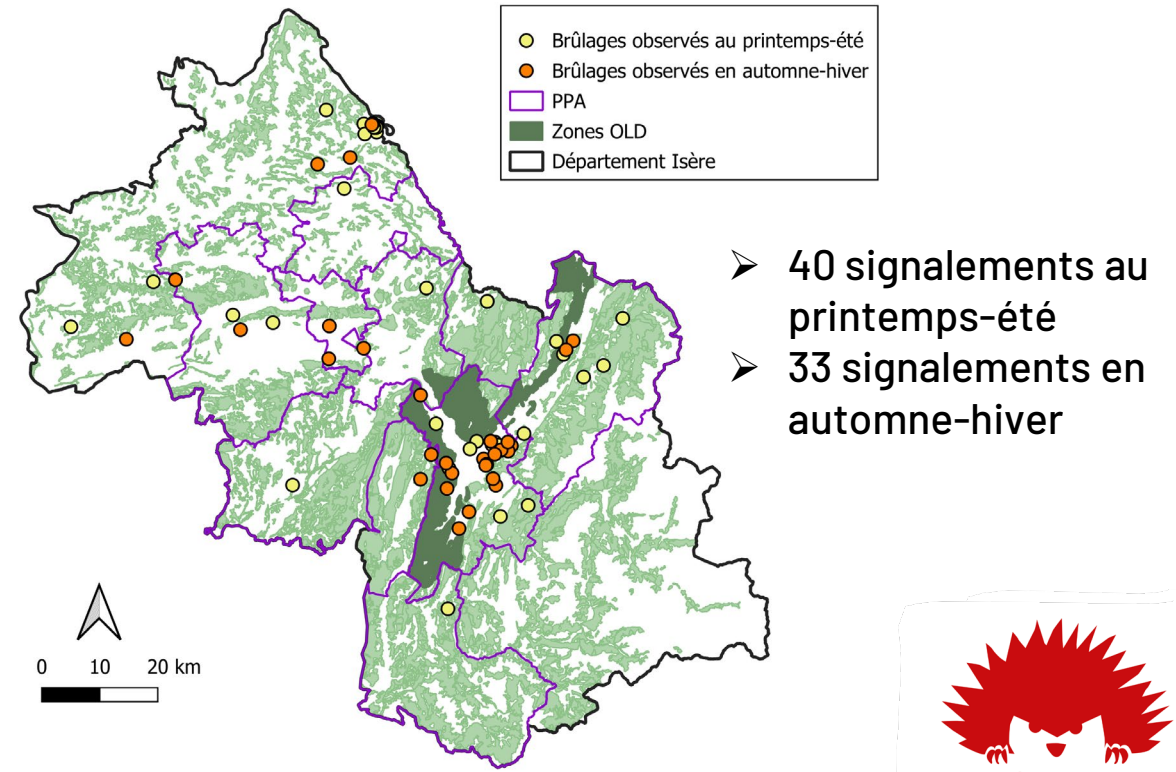 Brûlages observés au printemps-été
Brûlages observés en automne-hiver
PPA
Zones OLD
Département Isère
➢ 40 signalements au
printemps-été
➢ 33 signalements en
automne-hiver
0 10 20 km